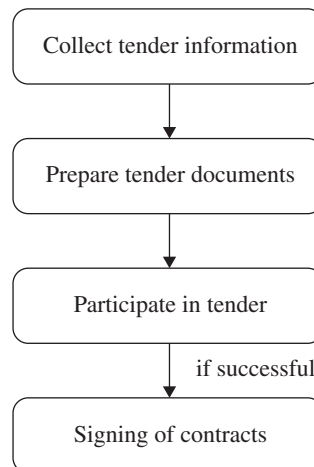 Collect tender information
Prepare tender documents
Participate in tender
if successful
Signing of contracts